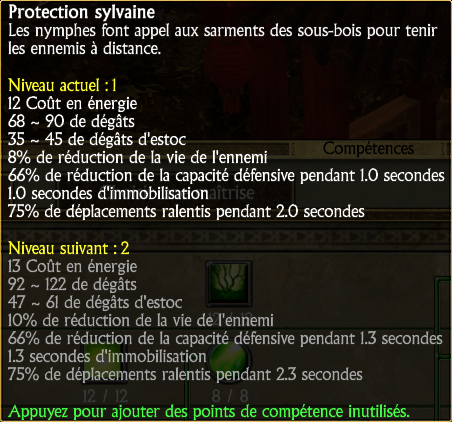 Protection sylvaine
Les nymphes font appel aux sarments des sous-bois pour tenir
les ennemis à distance.
Niveau actuel : 1
12 Coût en énergie
68 ~ 90 de dégâts
35 ~ 45 de dégâts d'estoc
8% de réduction de la vie de l'ennemi
66% de réduction de la capacité défensive pendant 1.0 secondes
1.0 secondes d'immobilisation
75% de déplacements ralentis pendant 2.0 secondes
Niveau suivant : 2
13 Coût en énergie
92 ~ 122 de dégâts
47 ~ 61 de dégâts d'estoc
10% de réduction de la vie de l'ennemi
66% de réduction de la capacité défensive pendant 1.3 secondes
1.3 secondes d'immobilisation
75% de déplacements ralentis pendant 2.3 secondes
Appuyez pour ajouter des points de compétence inutilisés.
Compétences
12 / 12
8 / 8